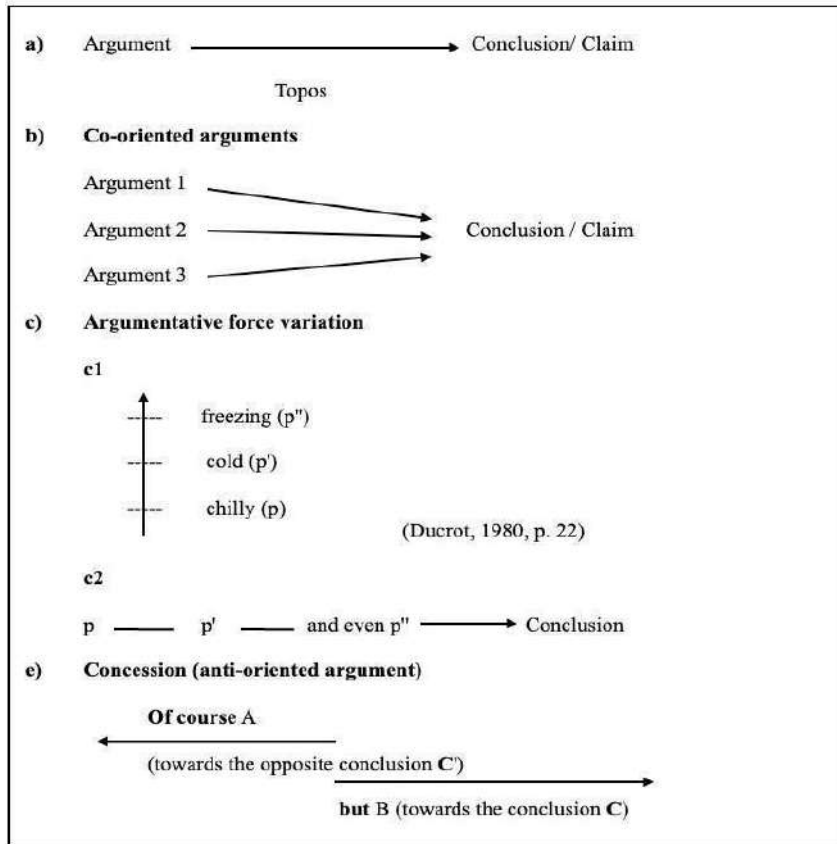 a) Argument Conclusion/ Claim
Topos
b) Co-oriented arguments
Argument 1
Argument 2 Conclusion / Claim
Argument 3
c) Argumentative force variation
c1
freezing (p")
cold (p')
chilly (p)
(Ducrot, 1980, p. 22)
c2
p p' and even p" Conclusion
e) Concession (anti-oriented argument)
Of course A
(towards the opposite conclusion C')
but B (towards the conclusion C)